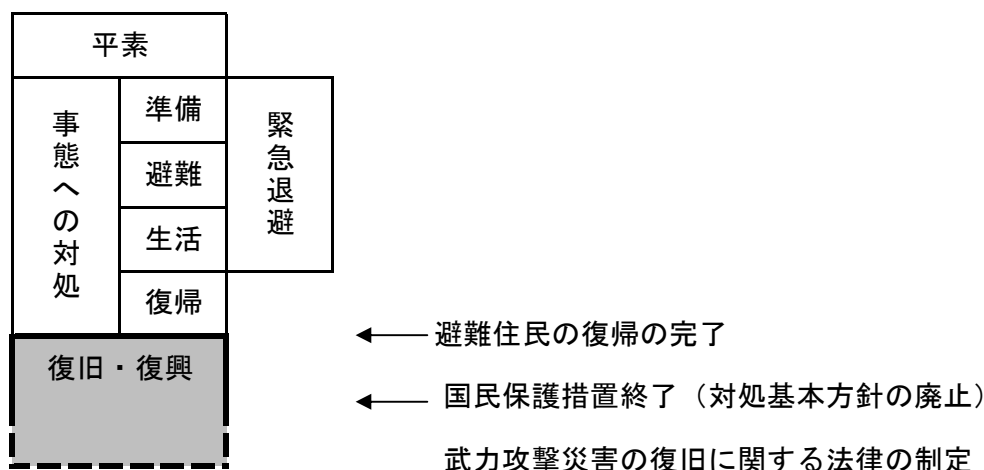 平素
事態への対処
準備
避難
生活
復帰
緊急退避
復旧・復興
避難住民の復帰の完了
国民保護措置終了（対処基本方針の廃止）
武力攻撃災害の復旧に関する法律の制定